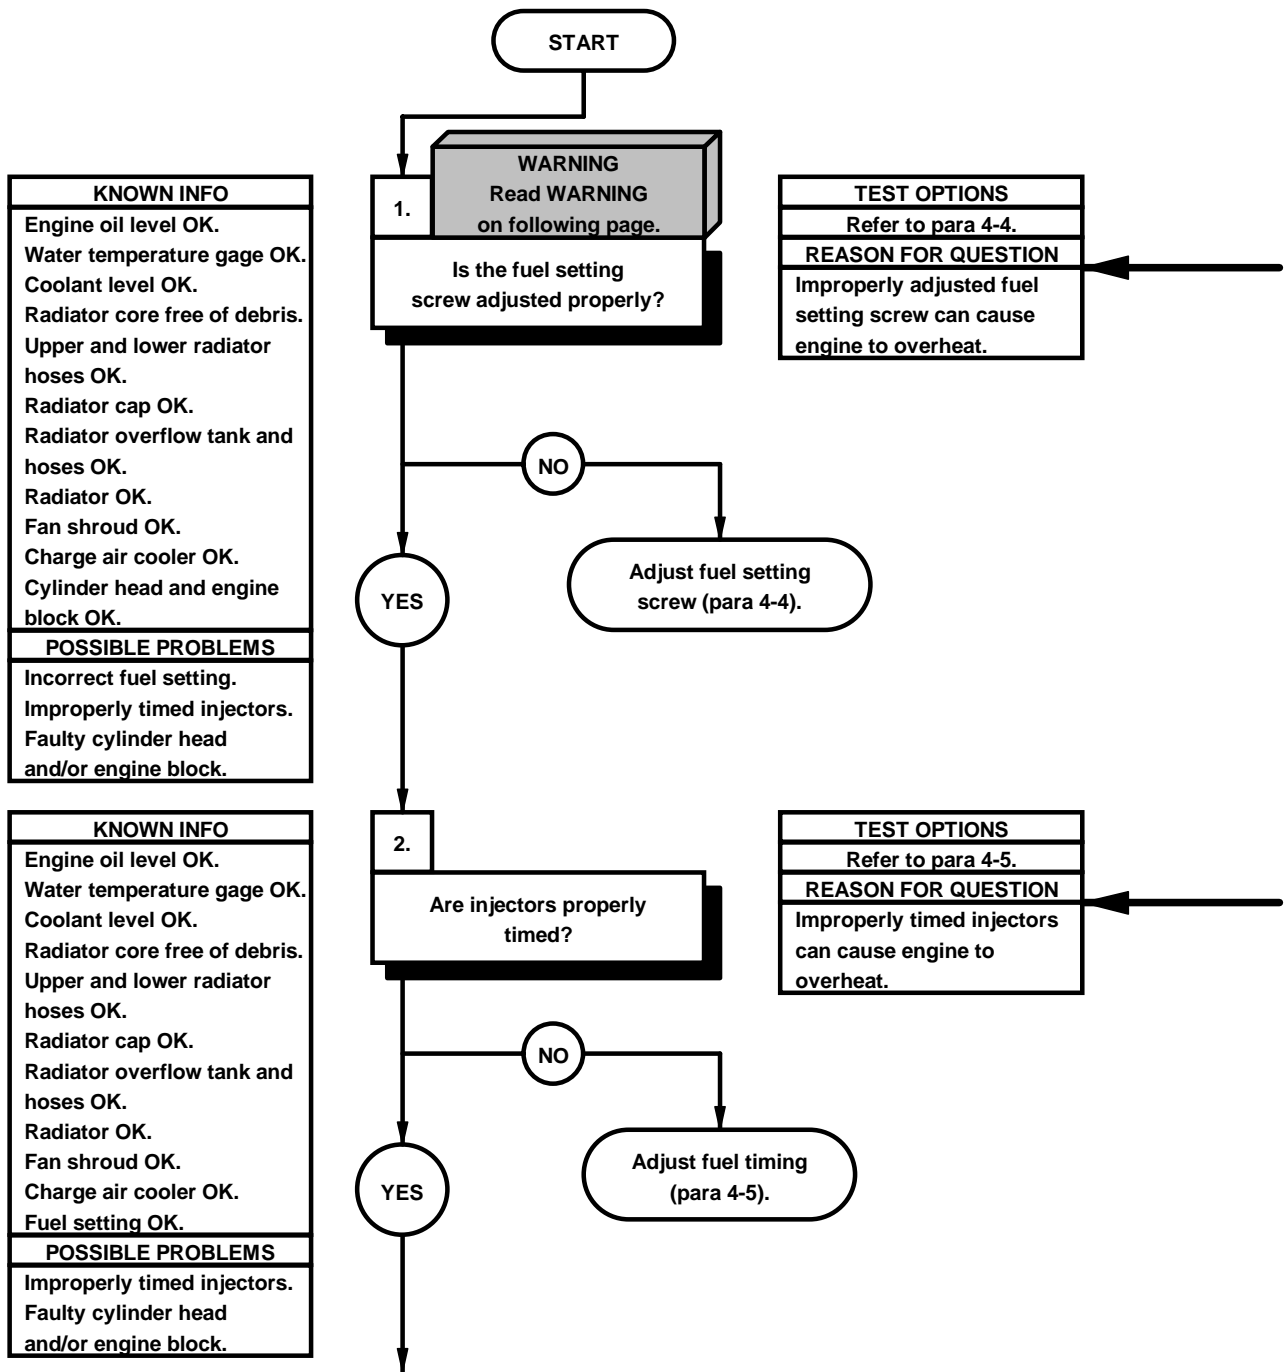 START
KNOWN INFO
Engine oil level OK.
Water temperature gage OK.
Coolant level OK.
Radiator core free of debris.
Upper and lower radiator
hoses OK.
Radiator cap OK.
Radiator overflow tank and
hoses OK.
Radiator OK.
Fan shroud OK.
Charge air cooler OK.
Cylinder head and engine
block OK.
POSSIBLE PROBLEMS
Incorrect fuel setting.
Improperly timed injectors.
Faulty cylinder head
and/or engine block.
1.
WARNING
Read WARNING
on following page.
Is the fuel setting
screw adjusted properly?
TEST OPTIONS
Refer to para 4-4.
REASON FOR QUESTION
Improperly adjusted fuel
setting screw can cause
engine to overheat.
NO
Adjust fuel setting
screw (para 4-4).
YES
KNOWN INFO
Engine oil level OK.
Water temperature gage OK.
Coolant level OK.
Radiator core free of debris.
Upper and lower radiator
hoses OK.
Radiator cap OK.
Radiator overflow tank and
hoses OK.
Radiator OK.
Fan shroud OK.
Charge air cooler OK.
Fuel setting OK.
POSSIBLE PROBLEMS
Improperly timed injectors.
Faulty cylinder head
and/or engine block.
2.
Are injectors properly
timed?
TEST OPTIONS
Refer to para 4-5.
REASON FOR QUESTION
Improperly timed injectors
can cause engine to
overheat.
NO
Adjust fuel timing
(para 4-5).
YES